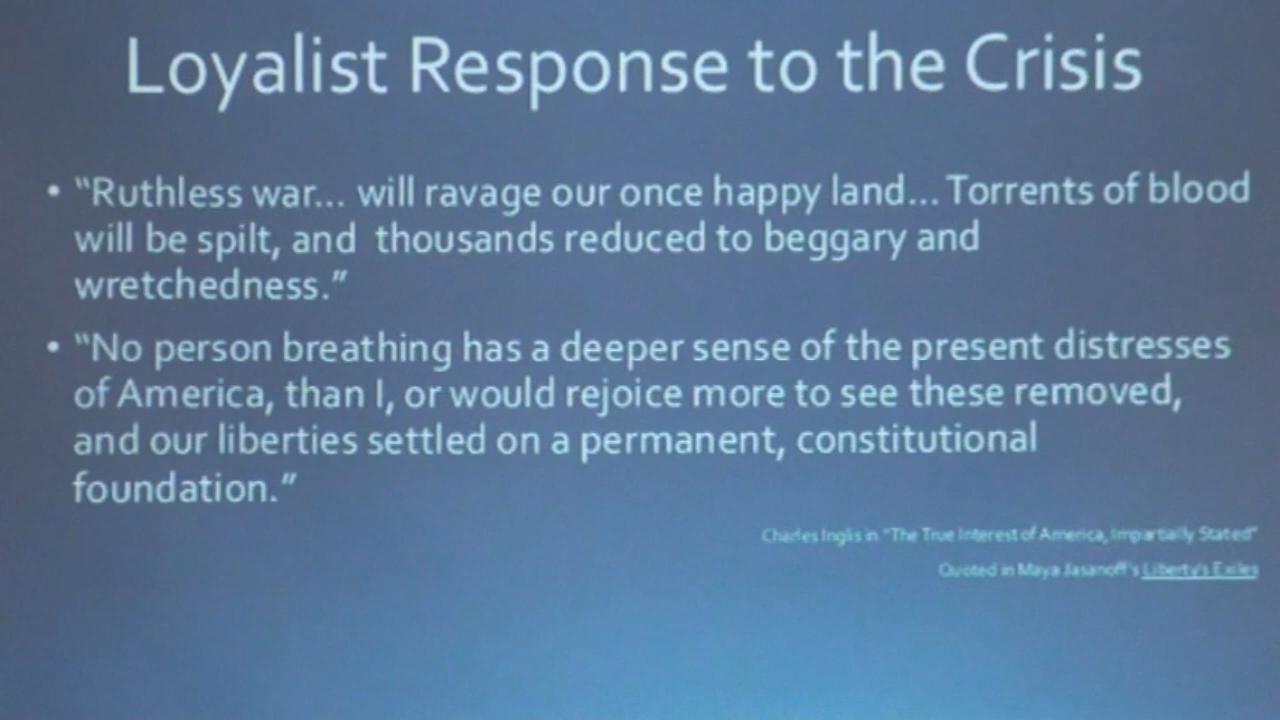 Loyalist Response to the Crisis
• “Ruthless war... will ravage our once happy land... Torrents of blood
will be spilt, and thousands reduced to beggary and
wretchedness.”
• “No person breathing has a deeper sense of the present distresses
of America, than I, or would rejoice more to see these removed,
and our liberties settled on a permanent, constitutional
foundation.”
Charles Inglis in “The True Interest of America, Impartially Stated”
Quoted in Maya Jasanoff’s Liberty’s Exiles